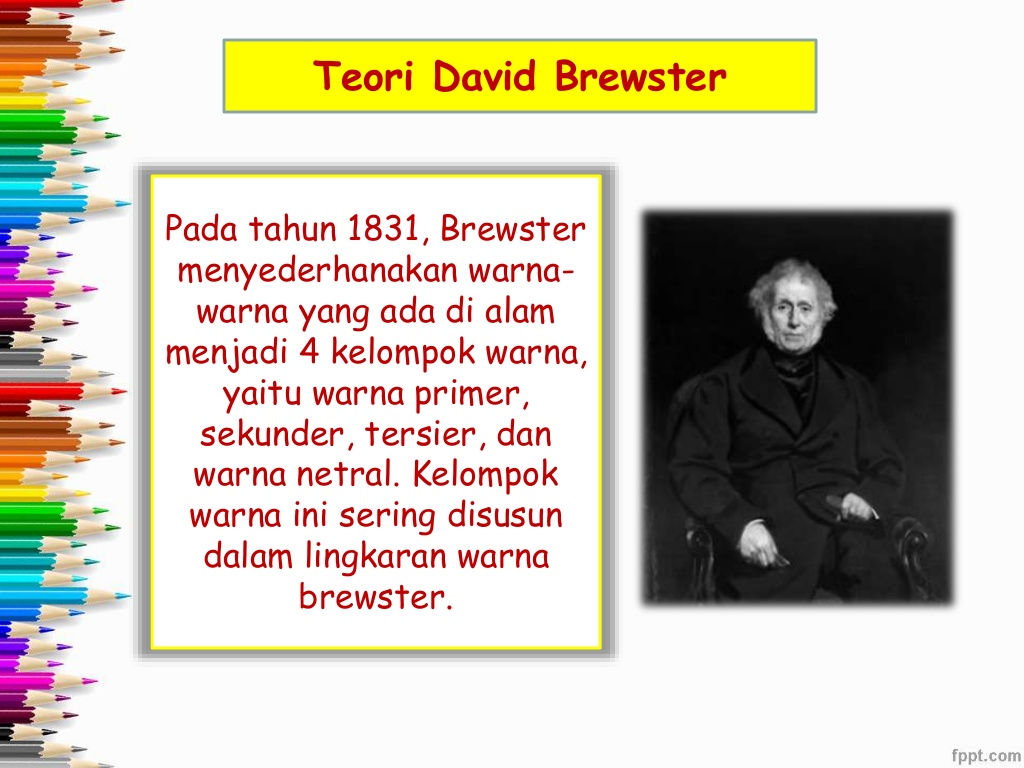 Teori David Brewster
Pada tahun 1831, Brewster
menyederhanakan warna-
warna yang ada di alam
menjadi 4 kelompok warna,
yaitu warna primer,
sekunder, tersier, dan
warna netral. Kelompok
warna ini sering disusun
dalam lingkaran warna
brewster.
fppt.com